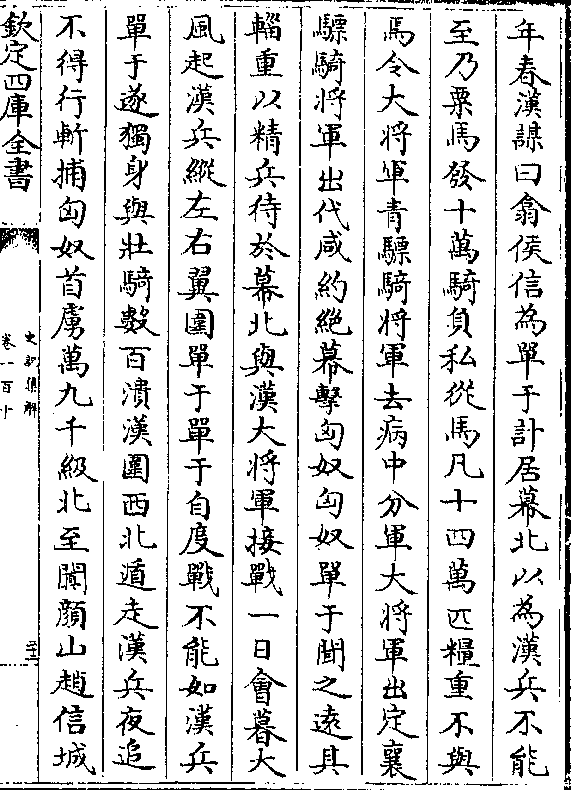 年春漢謀曰翕侯信為單于計居幕北以為漢兵不能
至乃粟馬發十萬騎負私從馬凡十四萬匹糧重不與
馬令大將軍青驃騎將軍去病中分軍大將軍出定襄
驃騎將軍出代咸約絶幕擊匈奴匈奴單于聞之逺其
輜重以精兵待於幕北與漢大將軍接戰一日會暮大
風起漢兵縱左右翼圍單于單于自度戰不能如漢兵
單于遂獨身與壯騎數百潰漢圍西北遁走漢兵夜追
不得行斬捕匈奴首虜萬九千級北至闐顔山趙信城
欽定四庫全書
史記集解
卷一百十